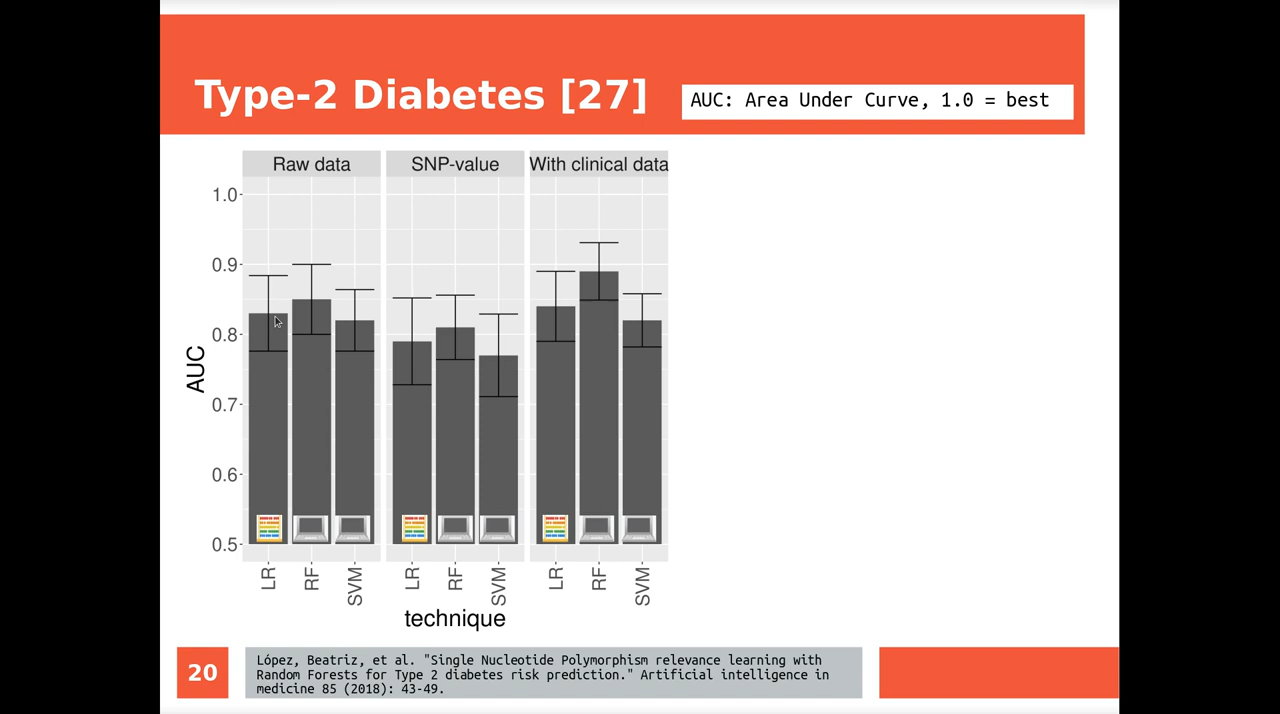 Type-2 Diabetes [27]
AUC: Area Under Curve, 1.0 = best
Raw data
SNP-value
With clinical data
AUC
1.0
0.9
0.8
0.7
0.6
0.5
LR
RF
SVM
LR
RF
SVM
LR
RF
SVM
technique
20
López, Beatriz, et al. "Single Nucleotide Polymorphism relevance learning with
Random Forests for Type 2 diabetes risk prediction." Artificial intelligence in
medicine 85 (2018): 43-49.